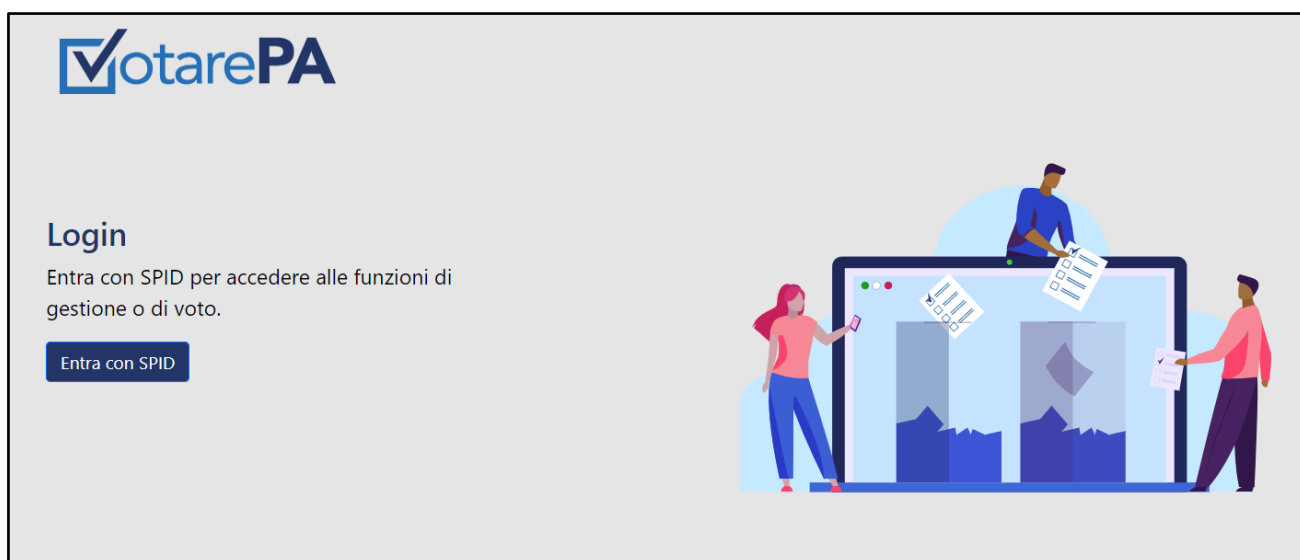 VotarePA
Login
Entra con SPID per accedere alle funzioni di
gestione o di voto.
Entra con SPID